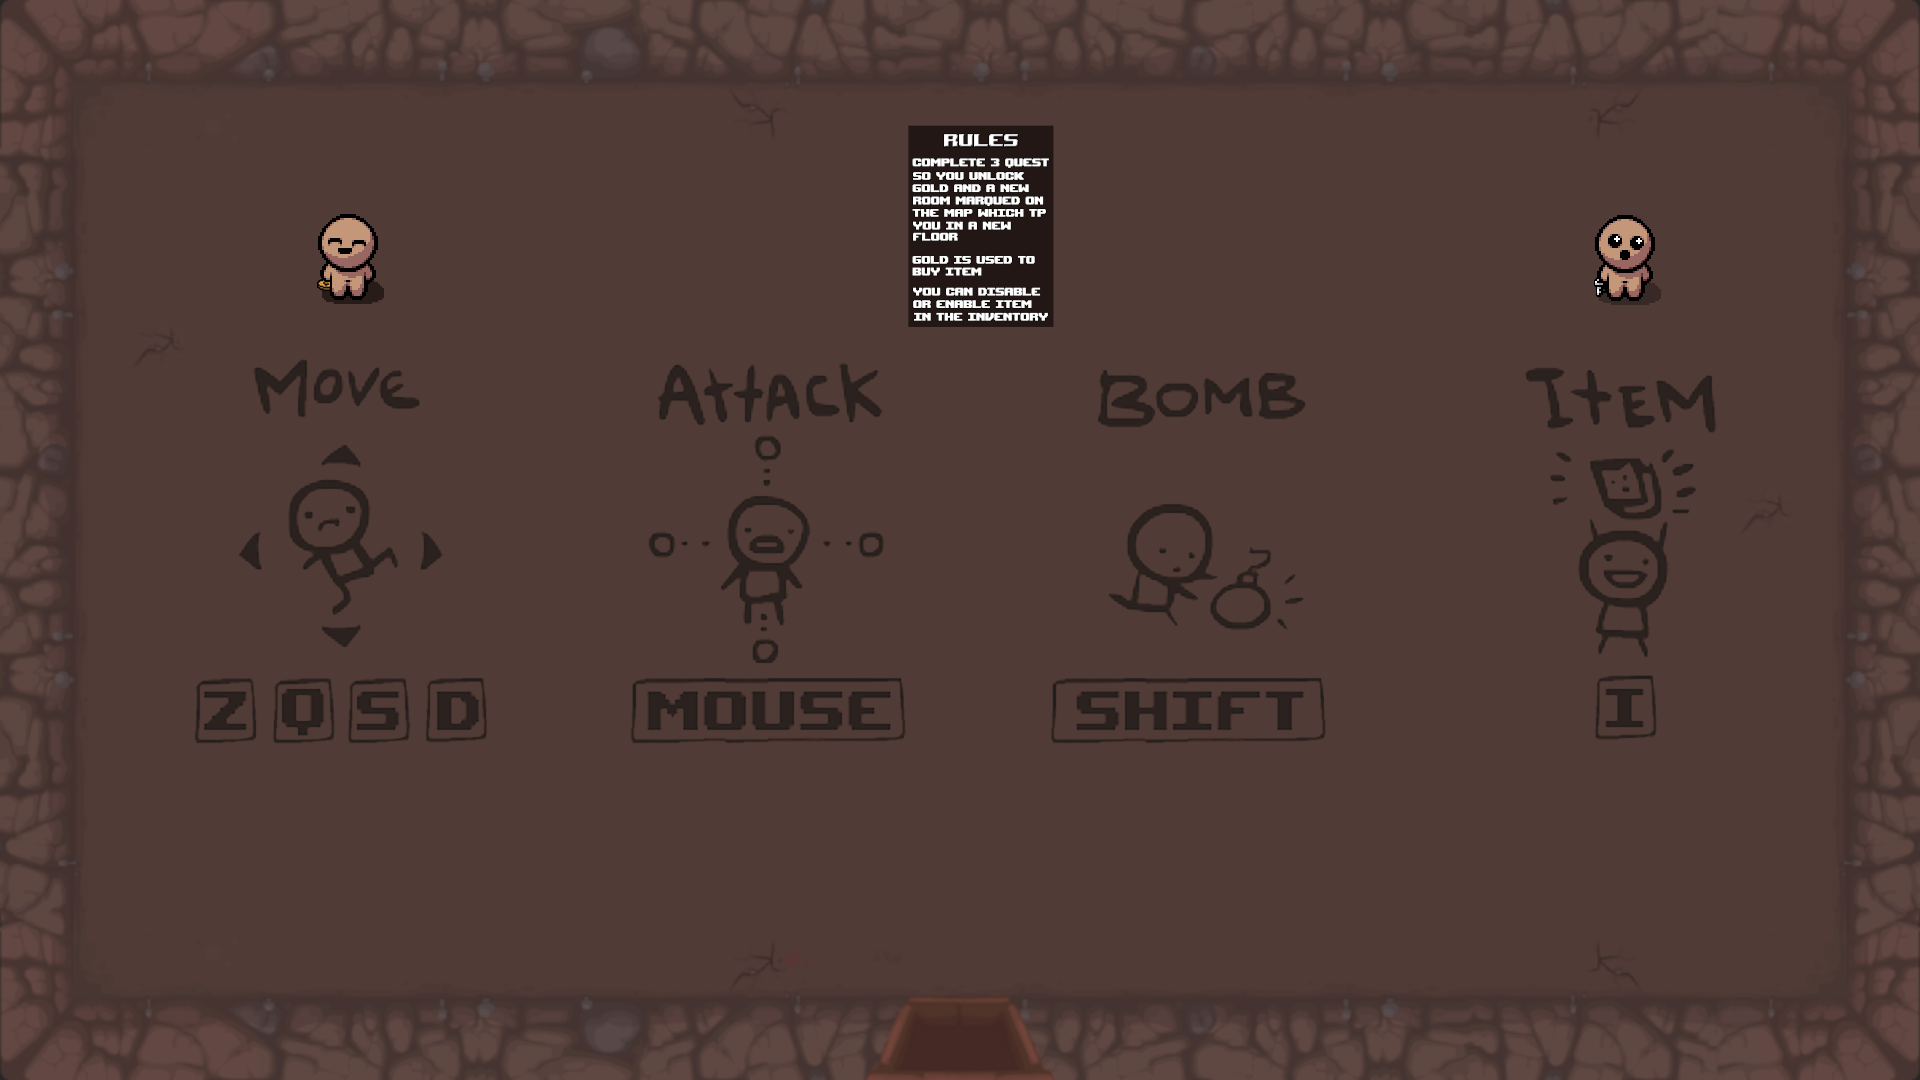 RULES
COMPLETE 3 QUEST
SO YOU UNLOCK
GOLD AND A NEW
ROOM MARQUED ON
THE MAP WHICH TP
YOU IN A NEW
FLOOR
GOLD IS USED TO
BUY ITEM
YOU CAN DISABLE
OR ENABLE ITEM
IN THE INVENTORY
MOVE ATTACK BOMB ITEM
Z Q S D MOUSE SHIFT I